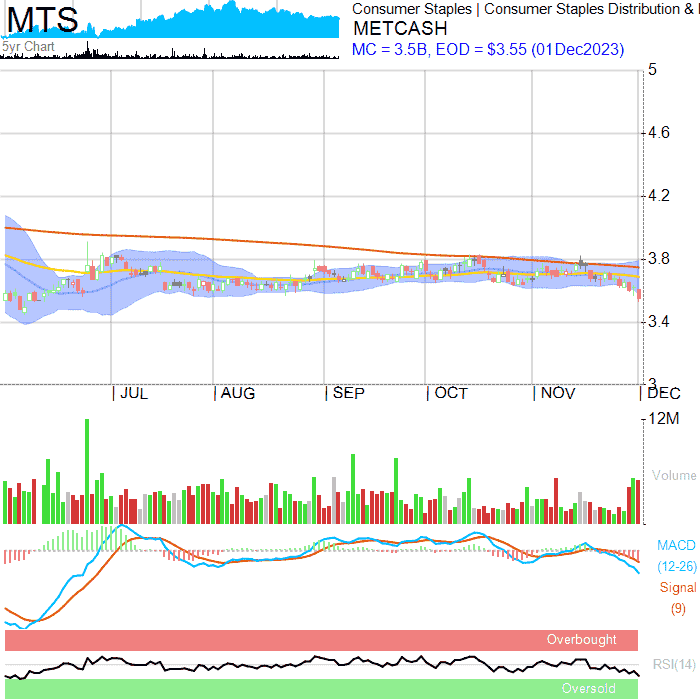 MTS
Consumer Staples | Consumer Staples Distribution &
METCASH
5yr Chart
MC = 3.5B, EOD = $3.55 (01Dec2023)
5
4.6
4.2
3.8
3.4
3
JUL
AUG
SEP
OCT
NOV
DEC
12M
Volume
MACD
(12-26)
Signal
(9)
Overbought
RSI(14)
Oversold